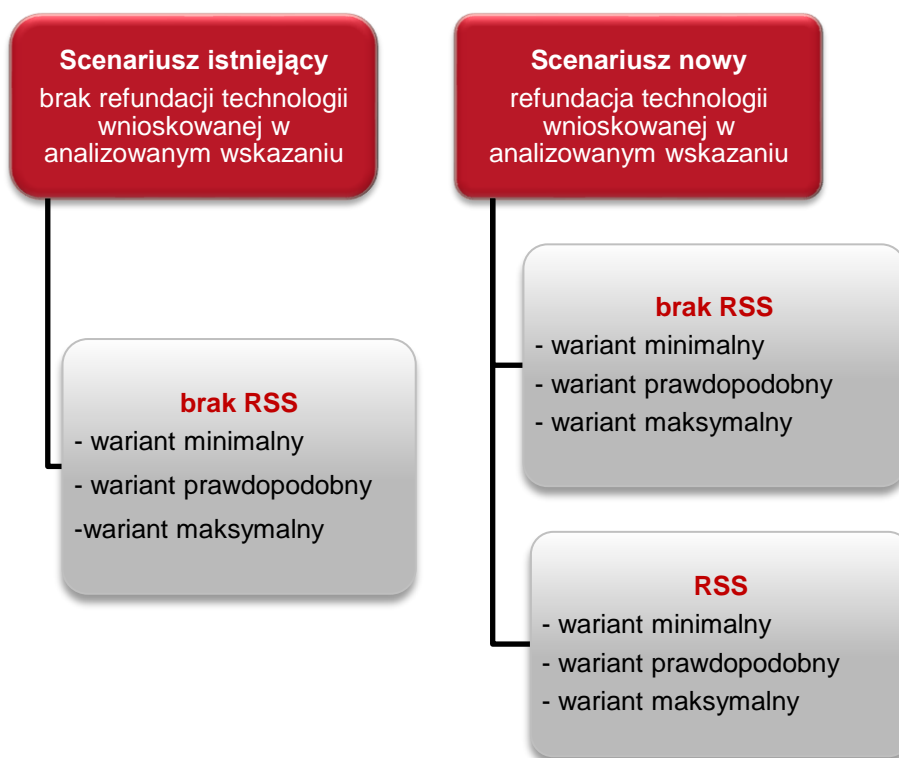 Scenariusz istniejący
brak refundacji technologii
wnioskowanej w
analizowanym wskazaniu
brak RSS
- wariant minimalny
- wariant prawdopodobny
-wariant maksymalny
Scenariusz nowy
refundacja technologii
wnioskowanej w
analizowanym wskazaniu
brak RSS
- wariant minimalny
- wariant prawdopodobny
- wariant maksymalny
RSS
- wariant minimalny
- wariant prawdopodobny
- wariant maksymalny